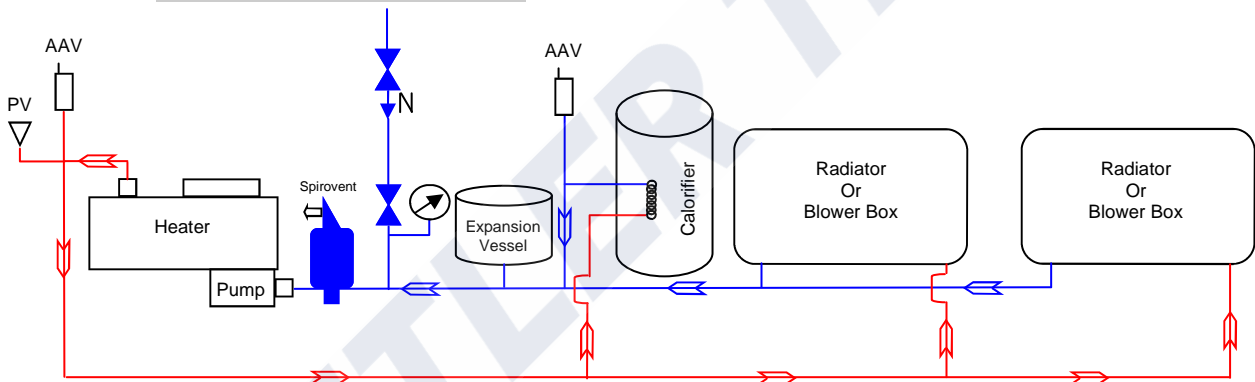 AAV
PV
Heater
Pump
Spirovent
N
Expansion
Vessel
AAV
Calorifier
Radiator
Or
Blower Box
Radiator
Or
Blower Box